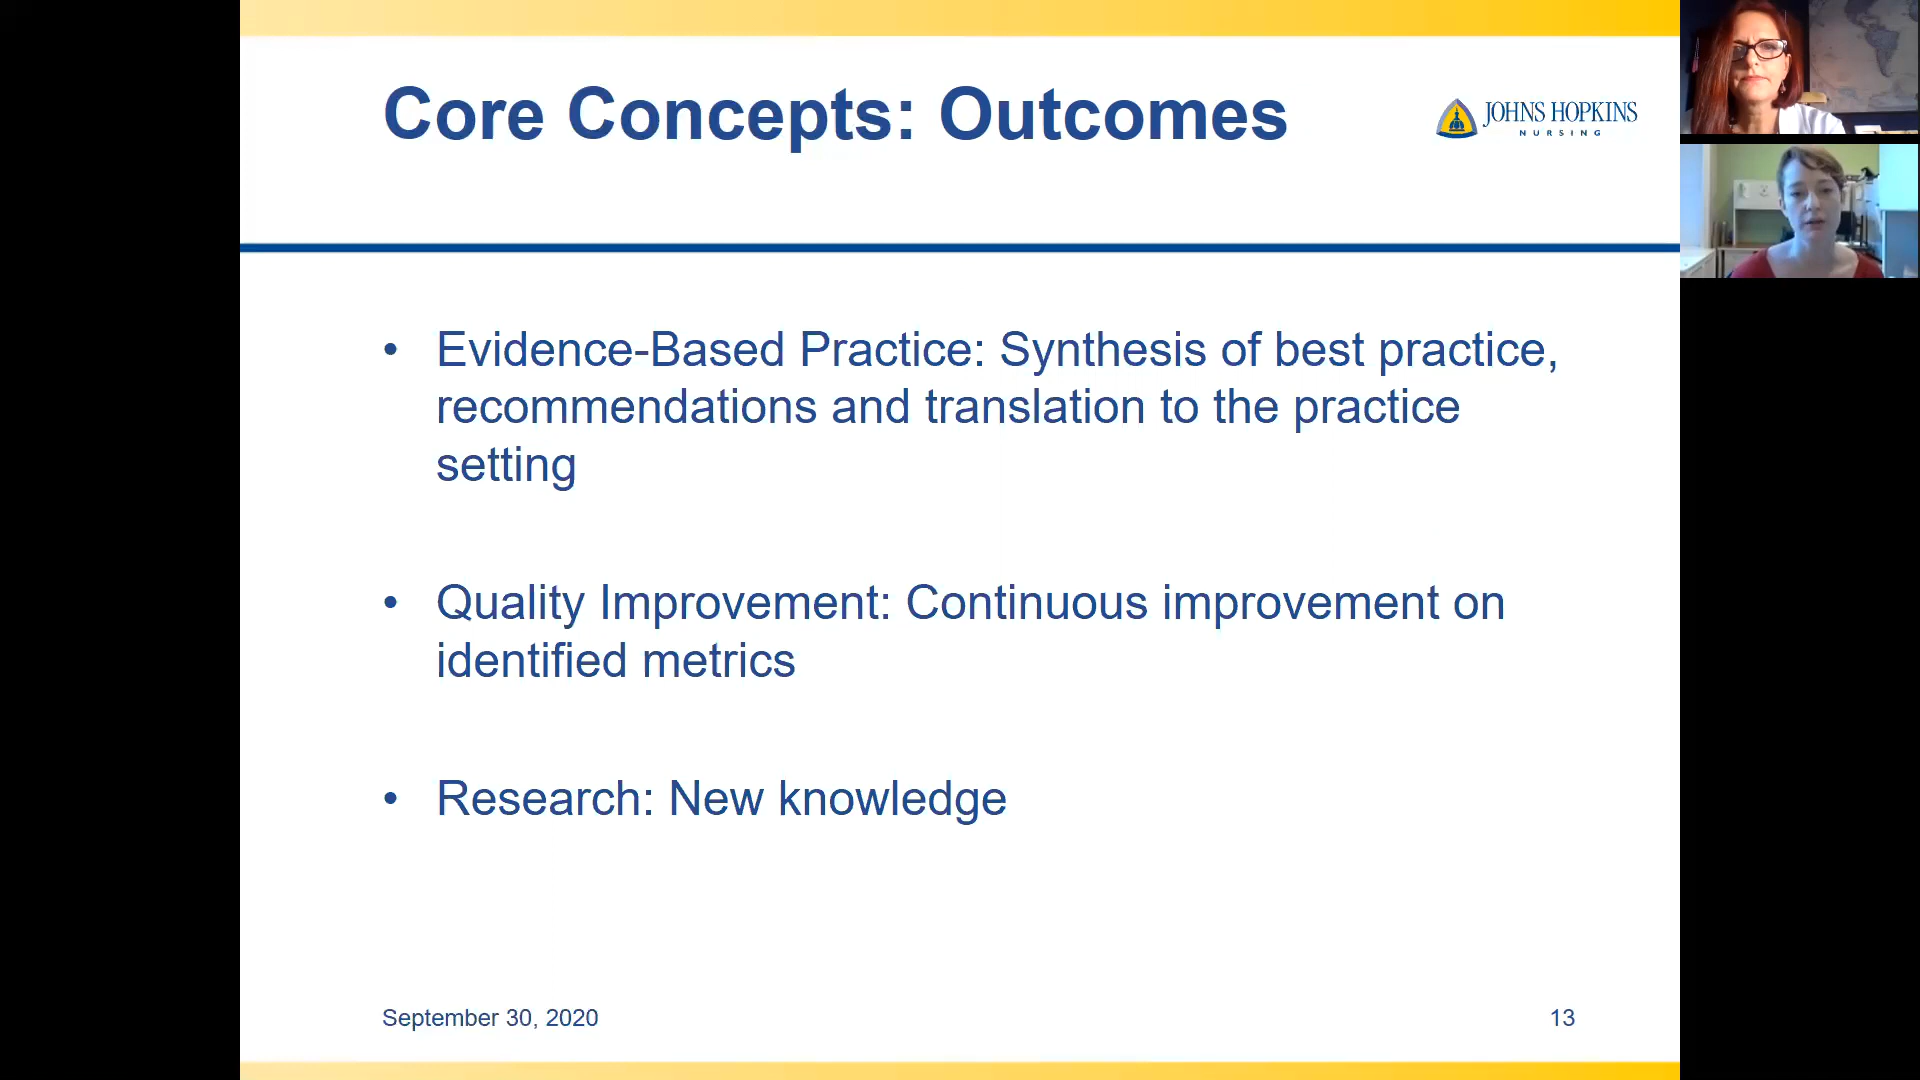 Core Concepts: Outcomes
JOHNS HOPKINS
NURSING
• Evidence-Based Practice: Synthesis of best practice,
recommendations and translation to the practice
setting
• Quality Improvement: Continuous improvement on
identified metrics
• Research: New knowledge
September 30, 2020
13